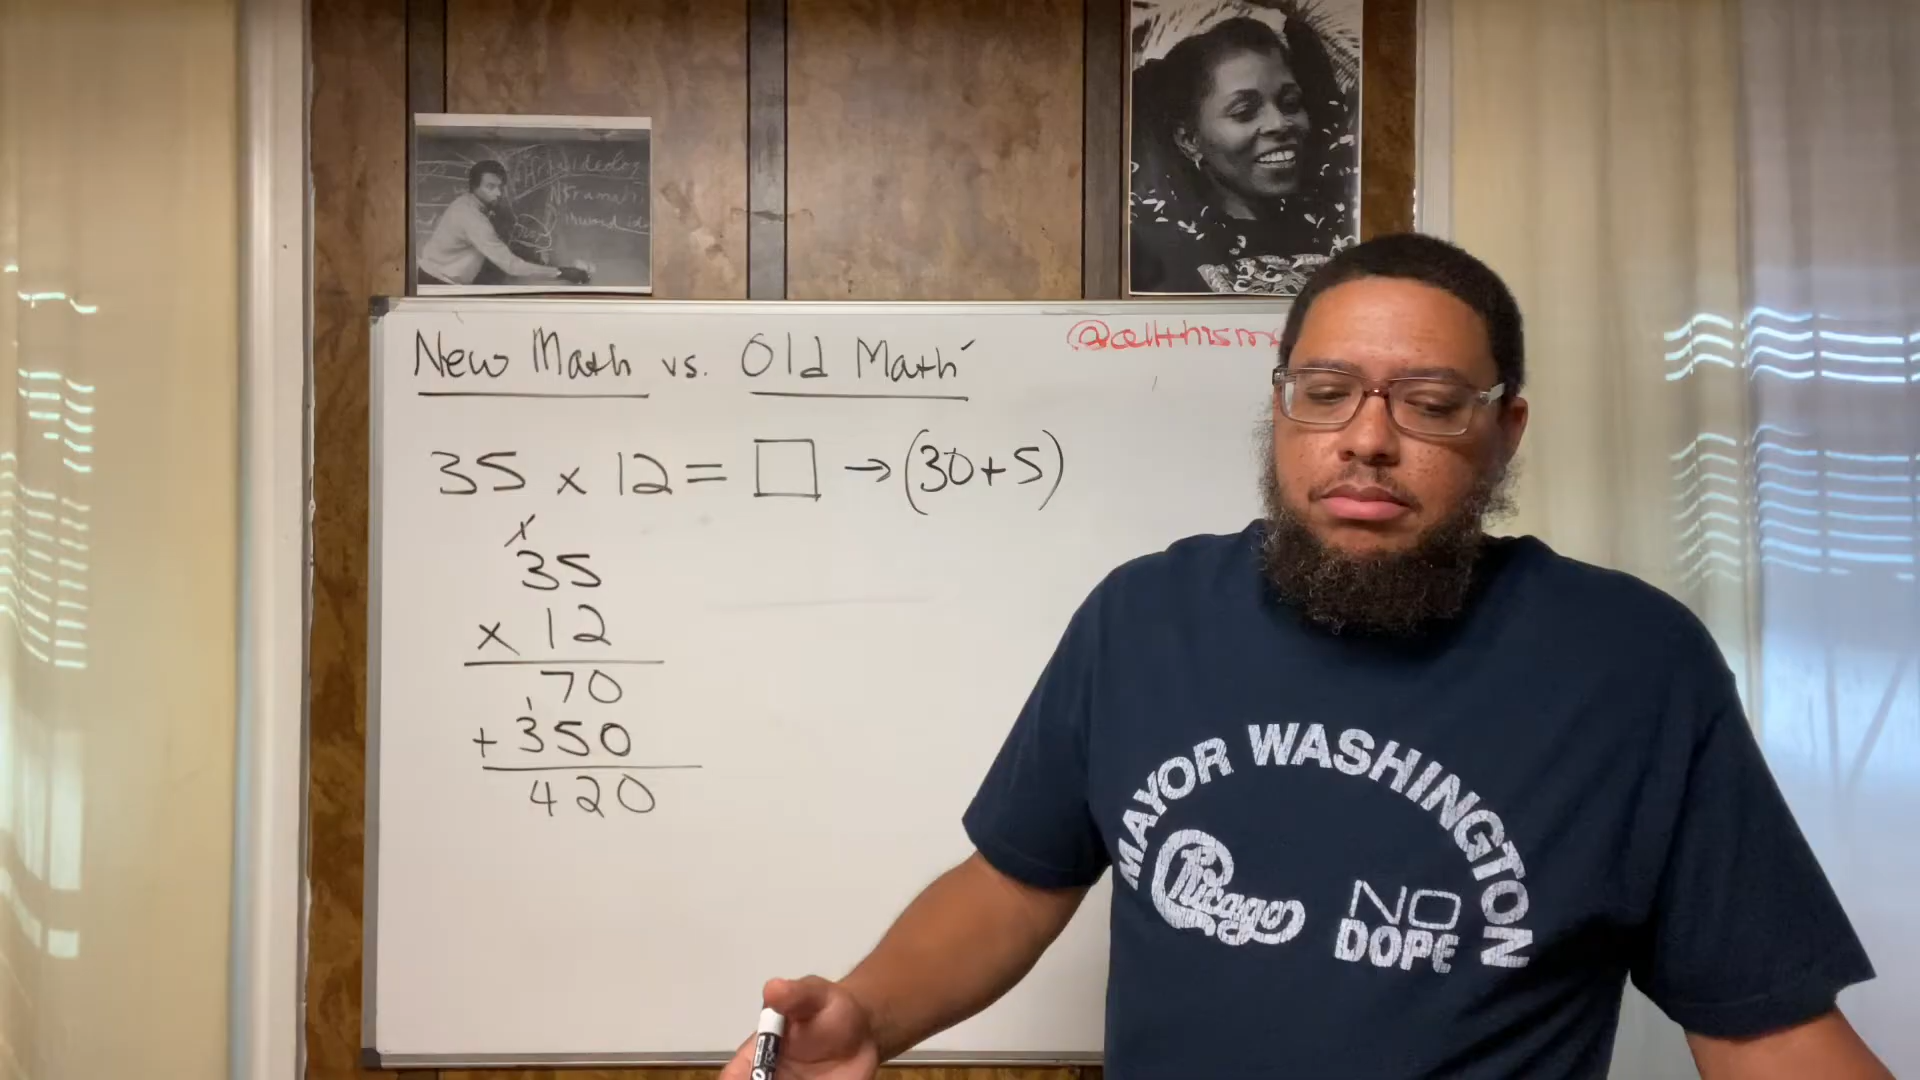 New Math vs. Old Math
35 x 12 = □ → (30+5)
35
x 12
70
+ 350
420
MAYOR WASHINGTON
Chicago
NO
DOPE